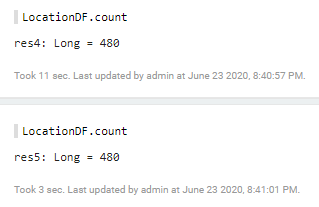 LocationDF.count
res4: Long = 480
Took 11 sec. Last updated by admin at June 23 2020, 8:40:57 PM.
LocationDF.count
res5: Long = 480
Took 3 sec. Last updated by admin at June 23 2020, 8:41:01 PM.